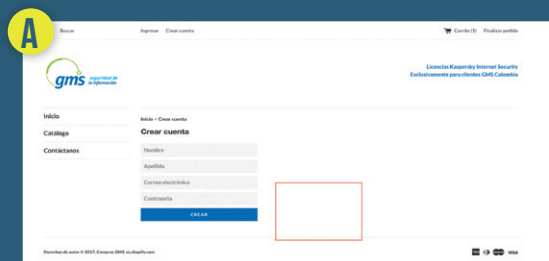 A
Buscar
Ingresar Crear cuenta
Carrito (1) Finalizar pedido
gms seguridad de la información
Licencias Kaspersky Internet Security
Exclusivamente para clientes GMS Colombia
Inicio
Catálogo
Contáctanos
Inicio > Crear cuenta
Crear cuenta
Nombre
Apellido
Correo electrónico
Contraseña
CREAR
Derechos de autor © 2017, Compras GMS. es.shopify.com
VISA